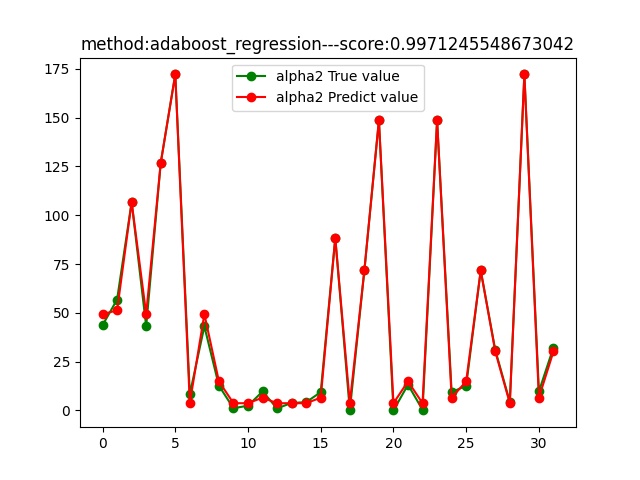 method:adaboost_regression---score:0.9971245548673042
alpha2 True value
alpha2 Predict value
175
150
125
100
75
50
25
0
0 5 10 15 20 25 30